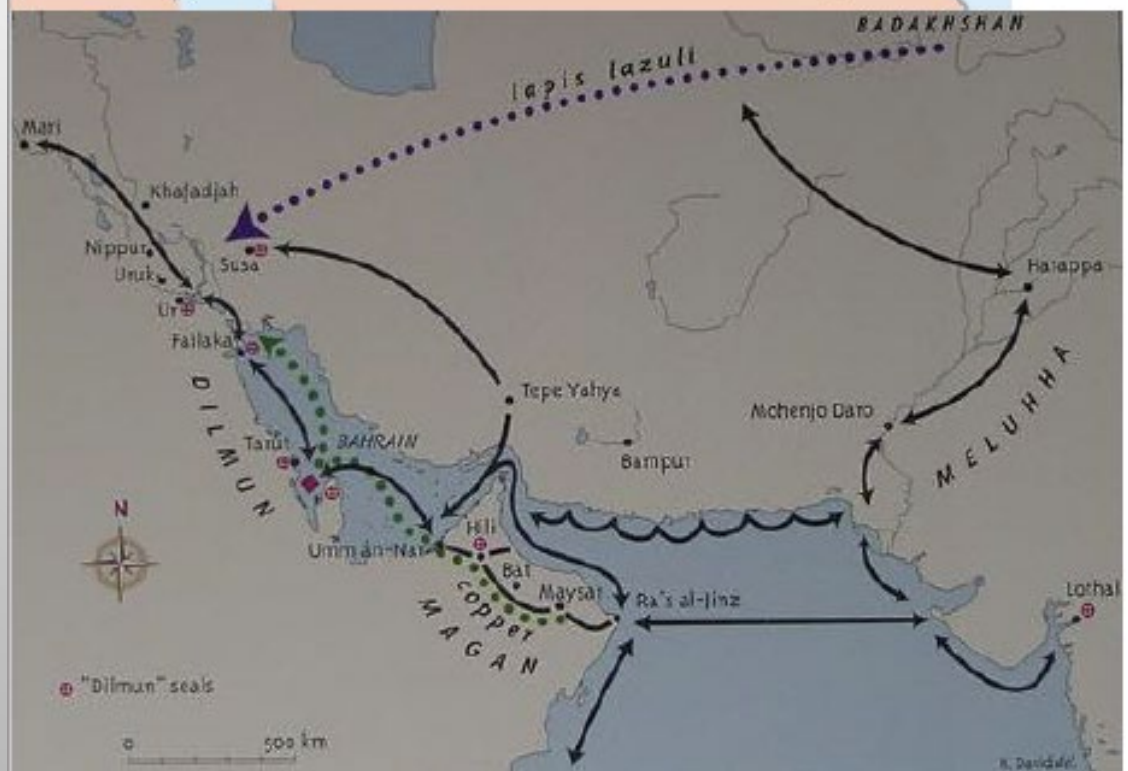 BADAKHSHAN
lapis lazuli
Mari
Khafadjah
Nippur
Uruk
Susa
Ur
Failaka
Harappa
DILMUN
Tepe Yahya
Mohenjo Daro
MELUHHA
Tarut
BAHRAIN
Bampur
N
Umm an-Nar
Hili
Bat
copper
Maysar
MAGAN
Ra's al-Jinz
Lothal
"Dilmun" seals
0 500 km